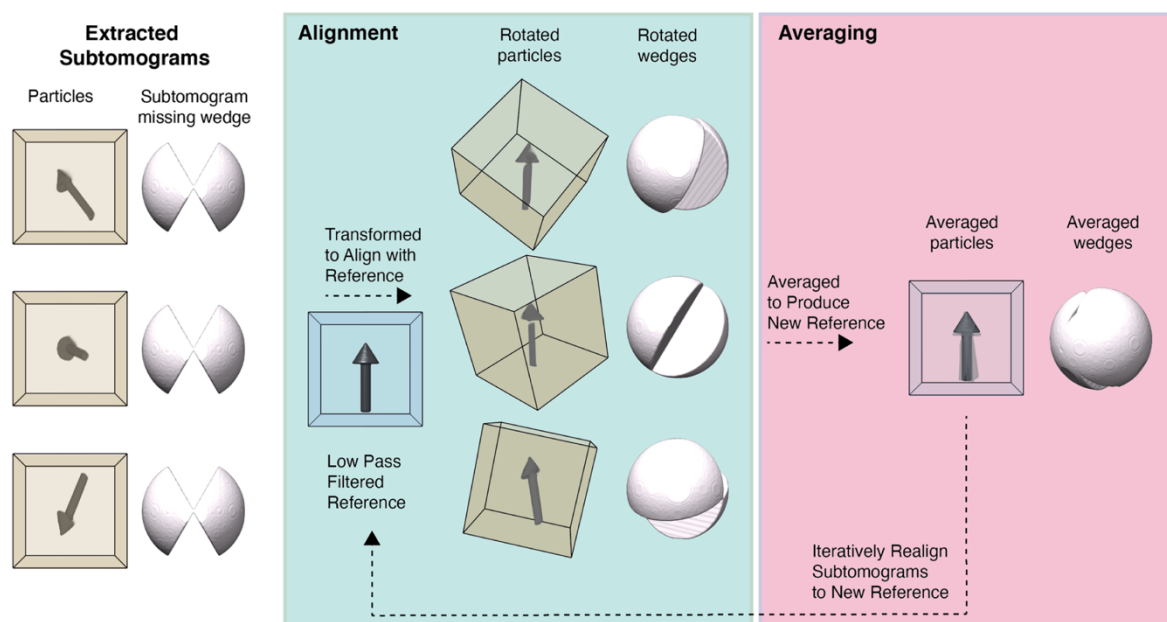 Extracted
Subtomograms
Particles
Subtomogram
missing wedge
Alignment
Rotated
particles
Rotated
wedges
Transformed
to Align with
Reference
Low Pass
Filtered
Reference
Averaging
Averaged
to Produce
New Reference
Averaged
particles
Averaged
wedges
Iteratively Realign
Subtomograms
to New Reference